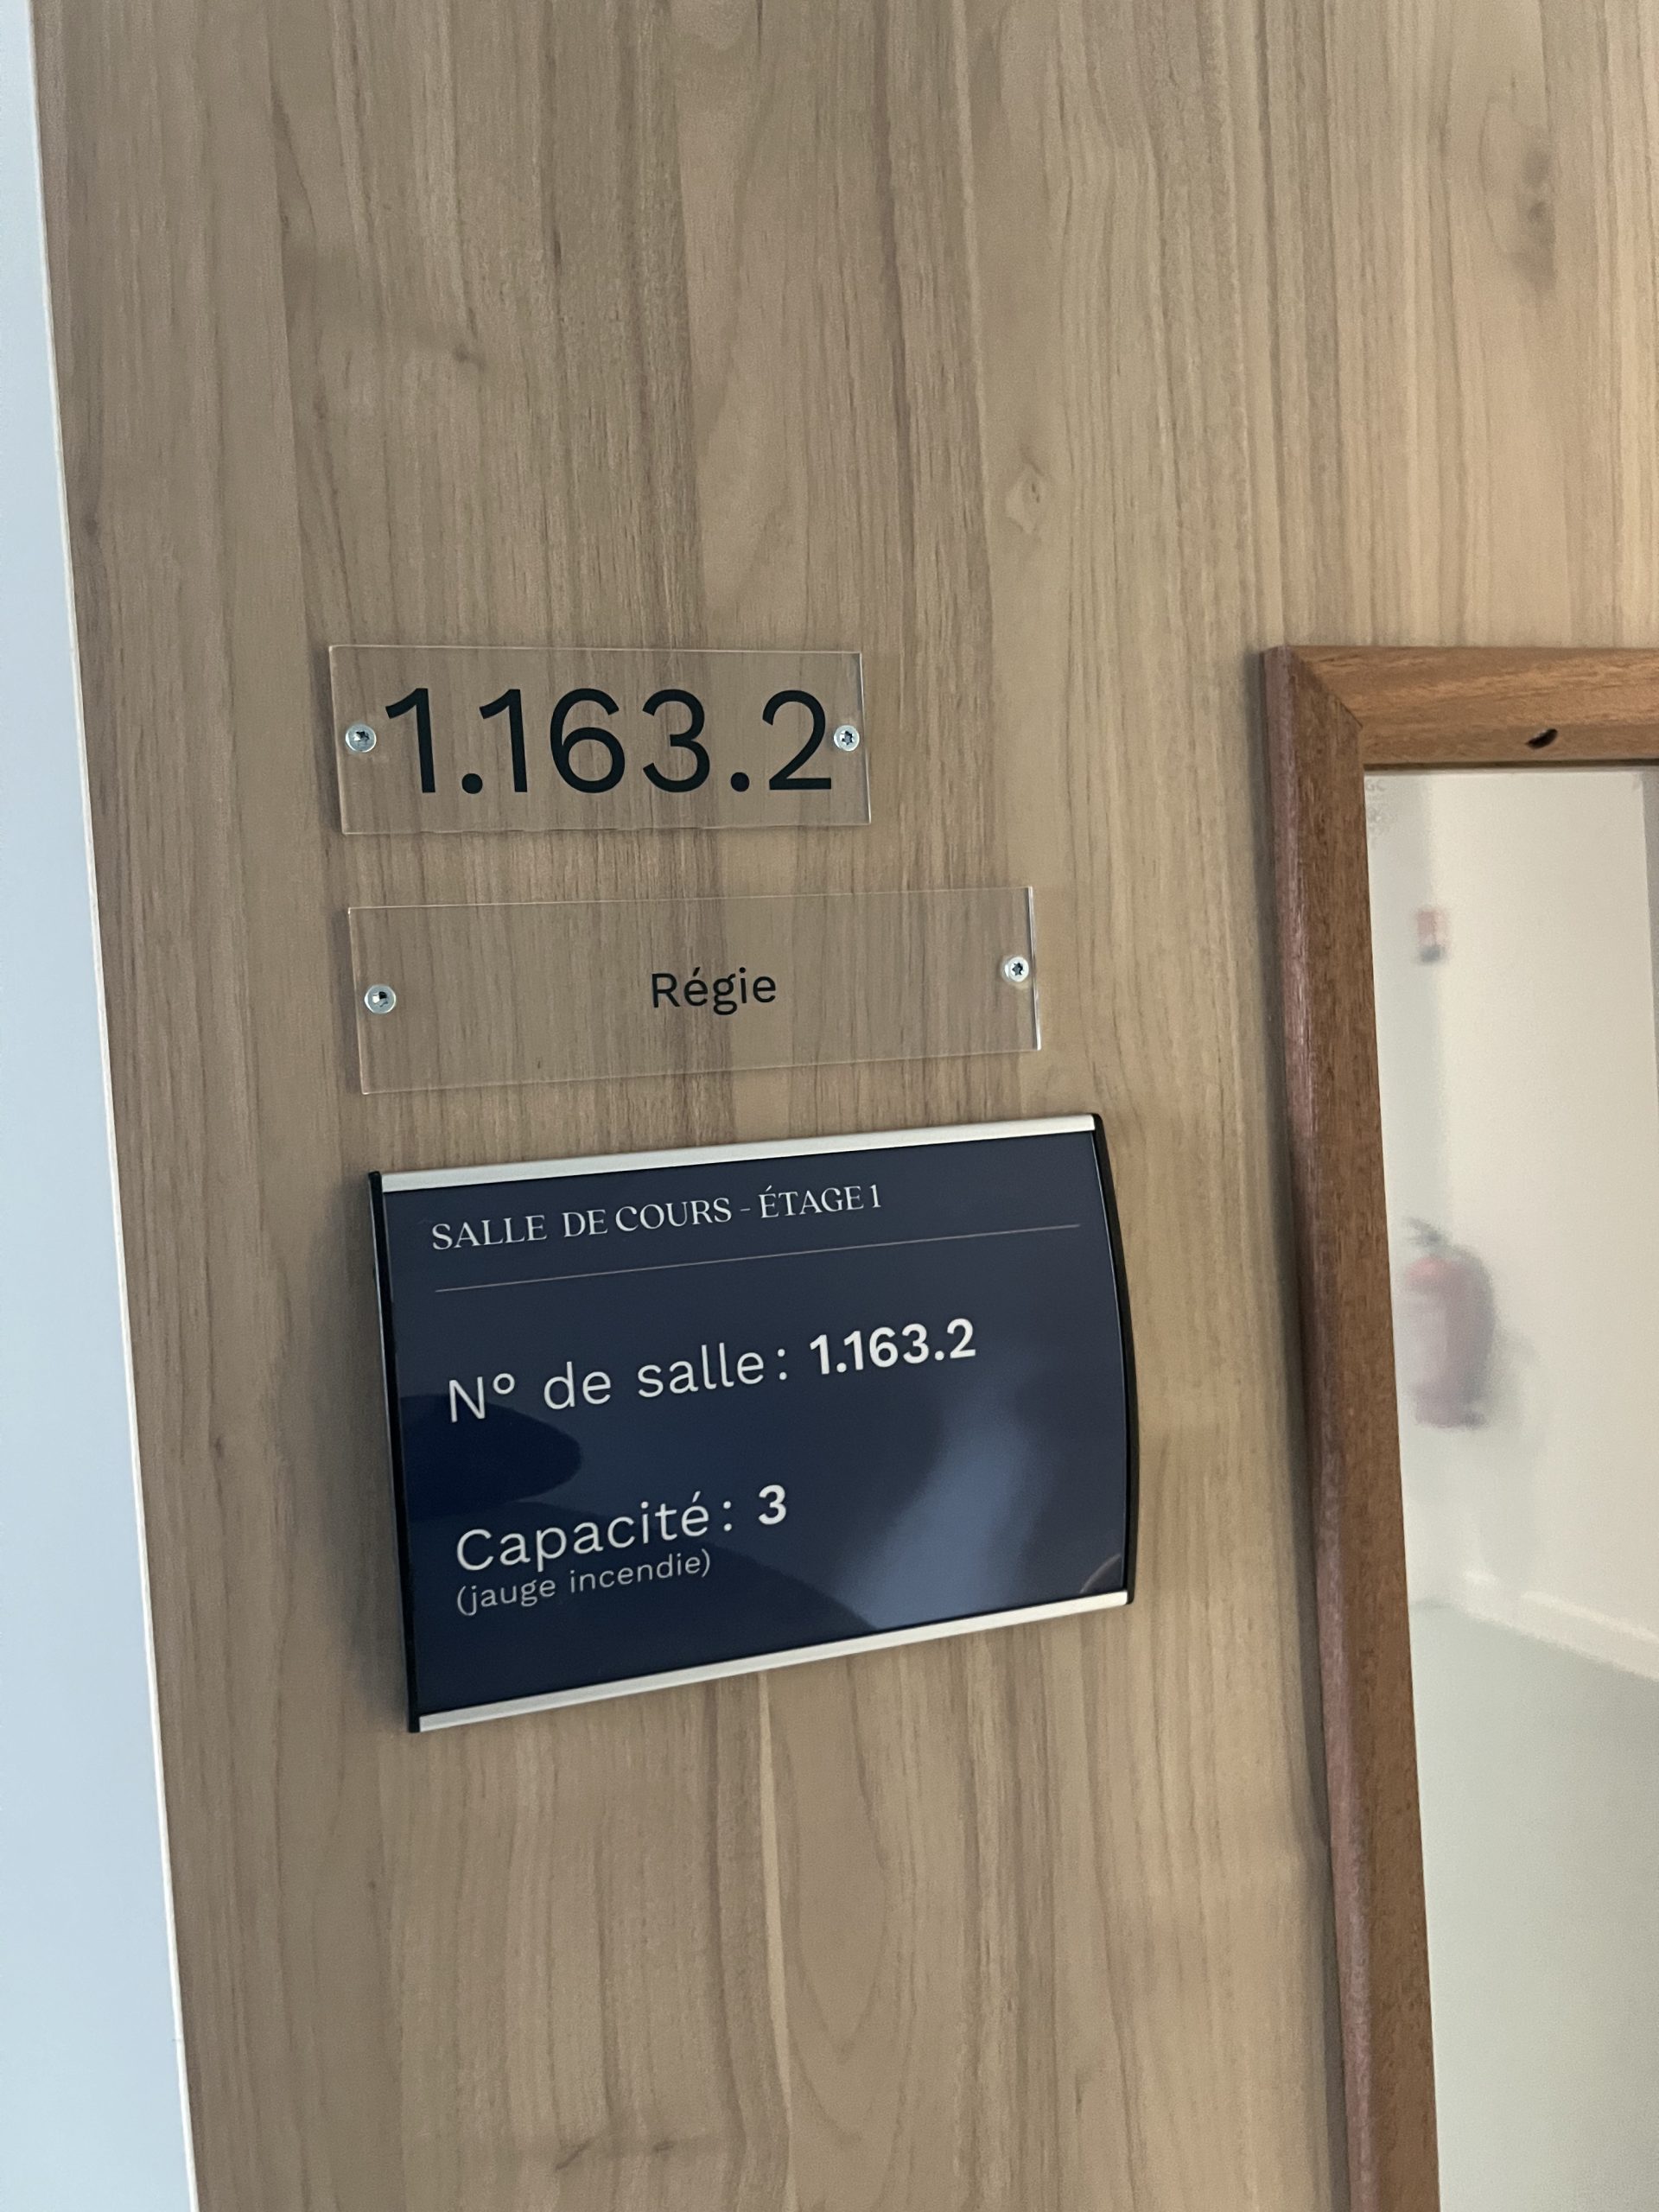 1.163.2
Régie
SALLE DE COURS - ÉTAGE 1
N° de salle : 1.163.2
Capacité : 3
(jauge incendie)